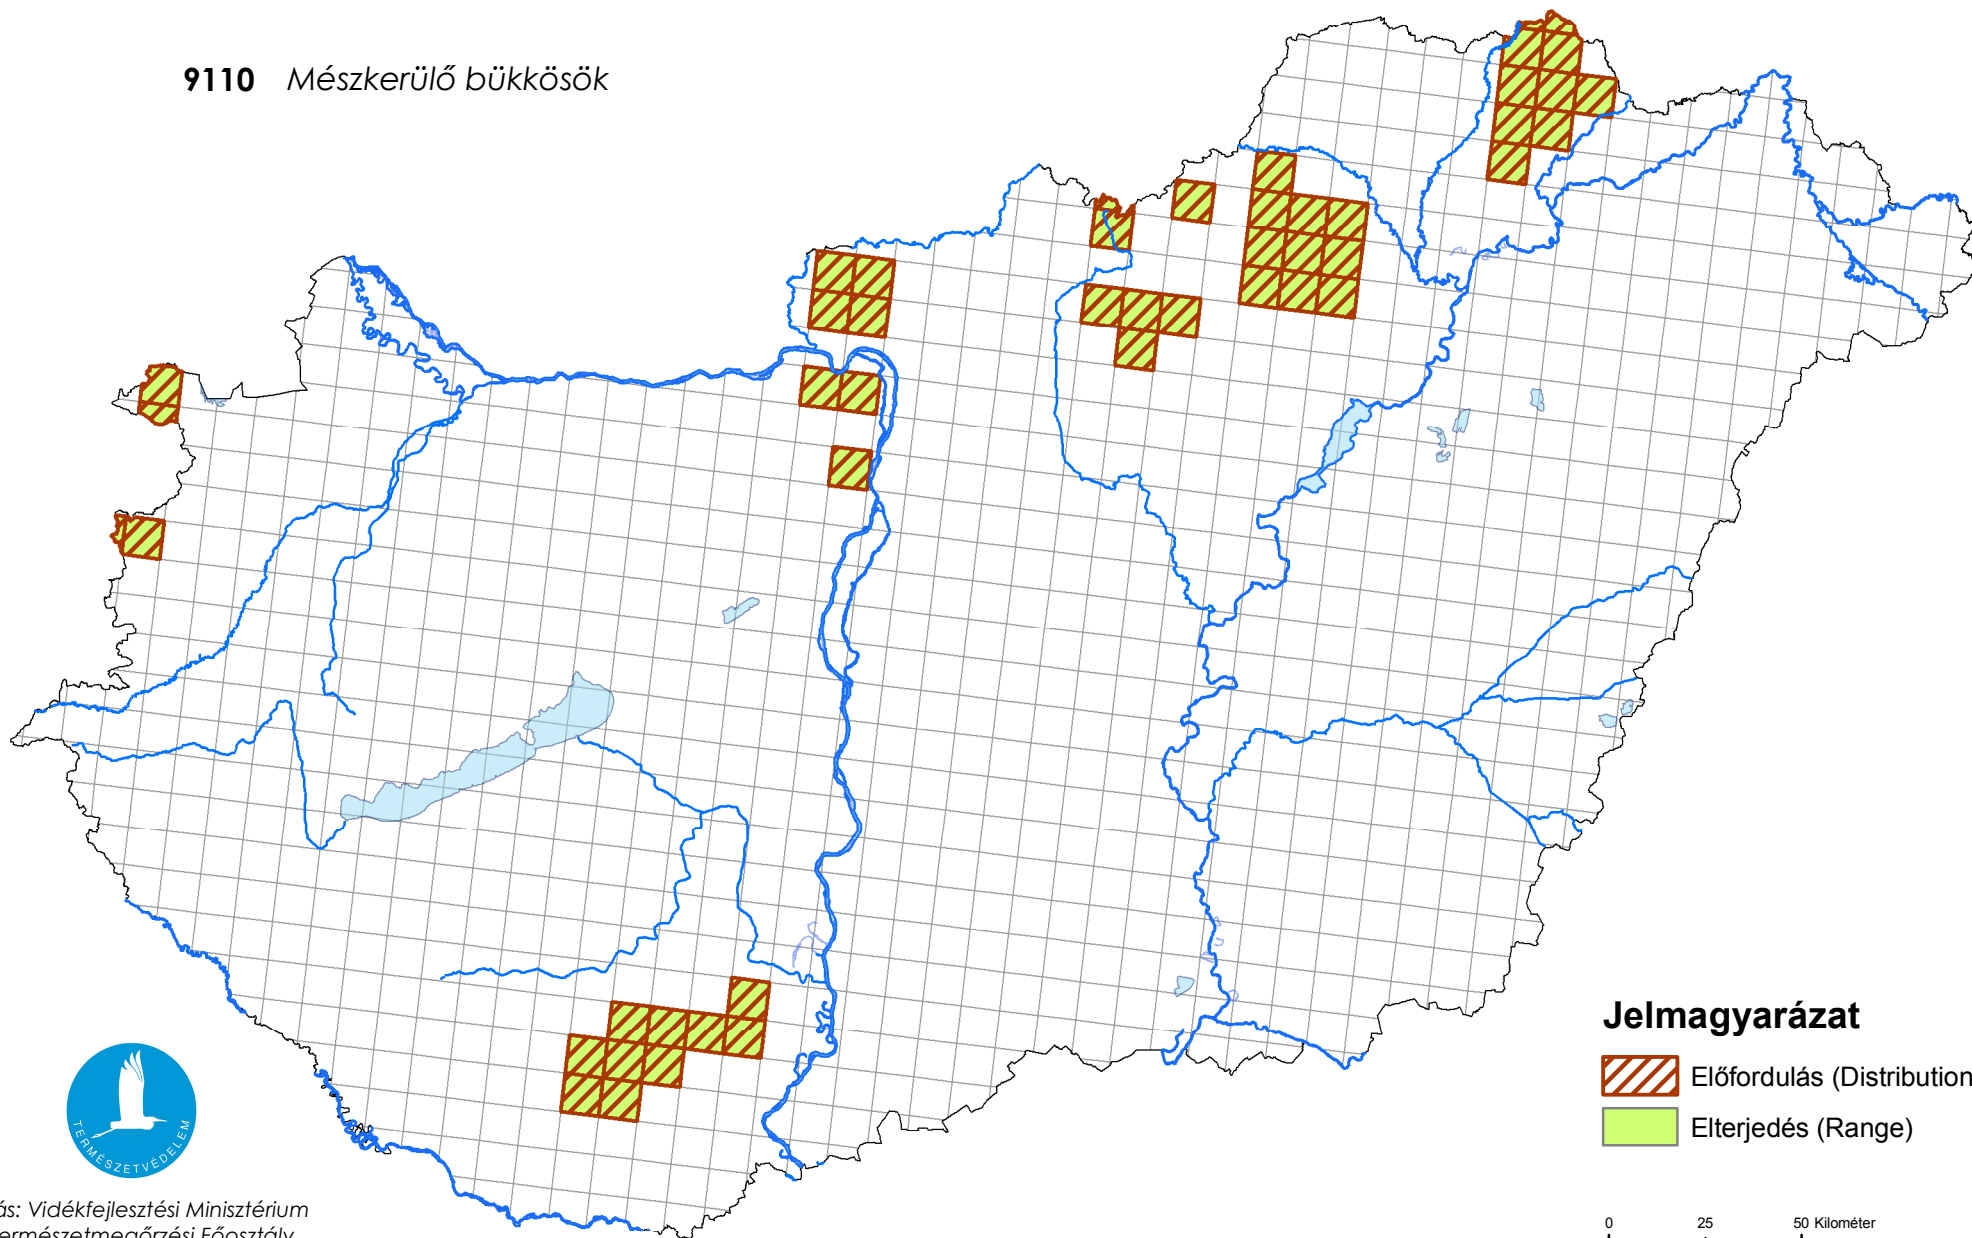 9110 Mészkerülő bükkösök
Jelmagyarázat
Előfordulás (Distribution
Elterjedés (Range)
TERMÉSZETVÉDELEM
ás: Vidékfejlesztési Minisztérium
ermészetmegőrzési Főosztály
0 25 50 Kilométer